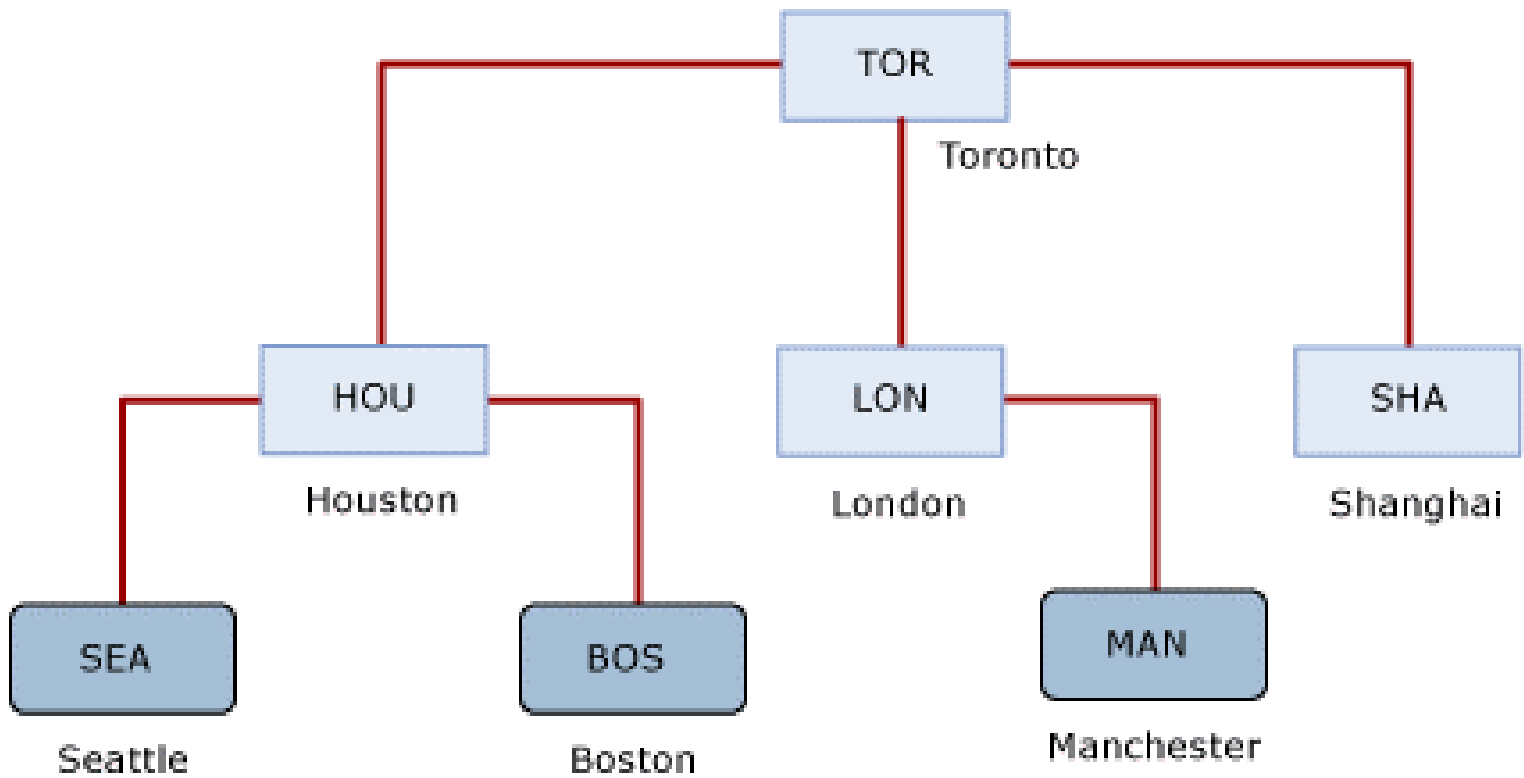 TOR
Toronto
HOU
LON
SHA
Houston
London
Shanghai
SEA
BOS
MAN
Seattle
Boston
Manchester